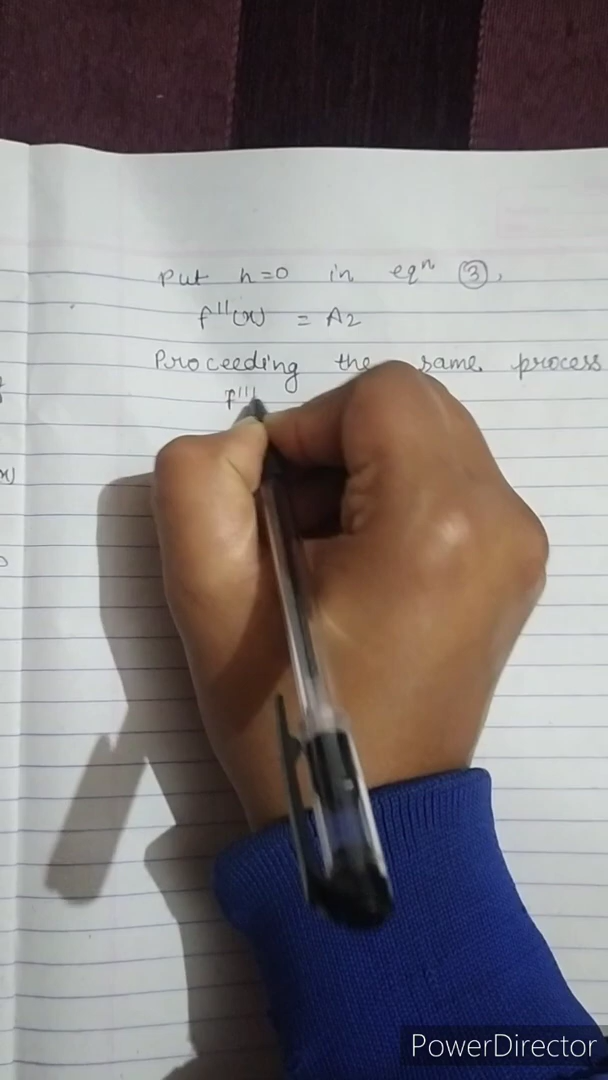 Put h=0 in eqⁿ ③,
f''(x) = A2
Proceeding the same process
f'''
PowerDirector